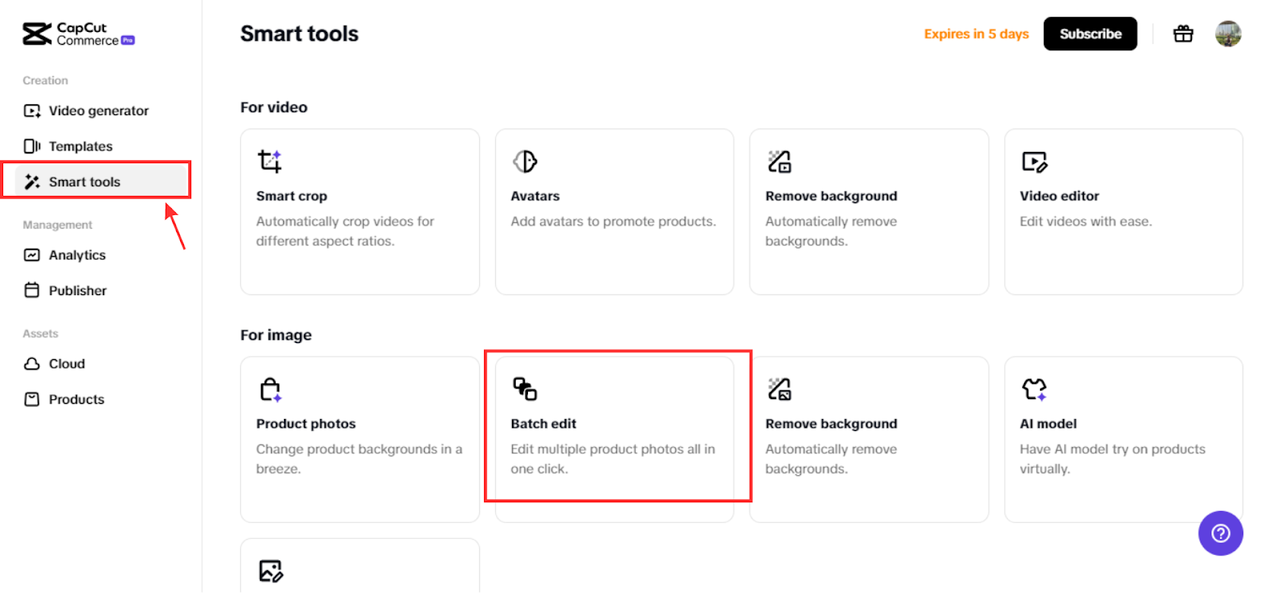 CapCut
Commerce Pro
Smart tools
Expires in 5 days
Subscribe
Creation
Video generator
Templates
Smart tools
Management
Analytics
Publisher
Assets
Cloud
Products
For video
Smart crop
Automatically crop videos for
different aspect ratios.
Avatars
Add avatars to promote products.
Remove background
Automatically remove
backgrounds.
Video editor
Edit videos with ease.
For image
Product photos
Change product backgrounds in a
breeze.
Batch edit
Edit multiple product photos all in
one click.
Remove background
Automatically remove
backgrounds.
AI model
Have AI model try on products
virtually.